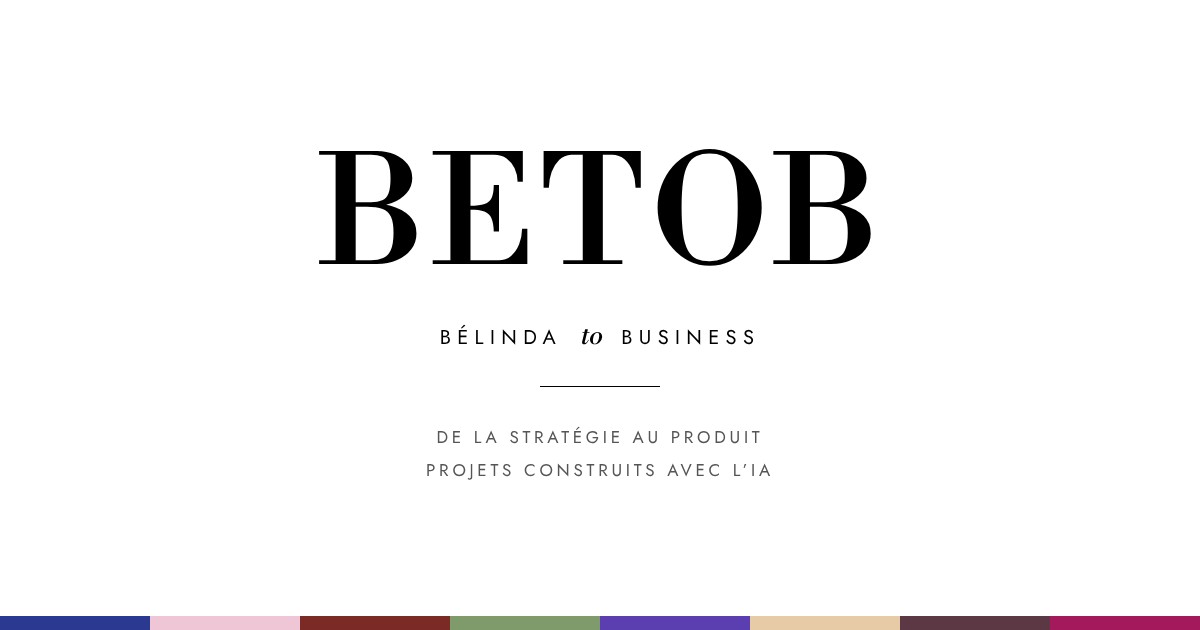 BETOB
BÉLINDA to BUSINESS
DE LA STRATÉGIE AU PRODUIT
PROJETS CONSTRUITS AVEC L’IA